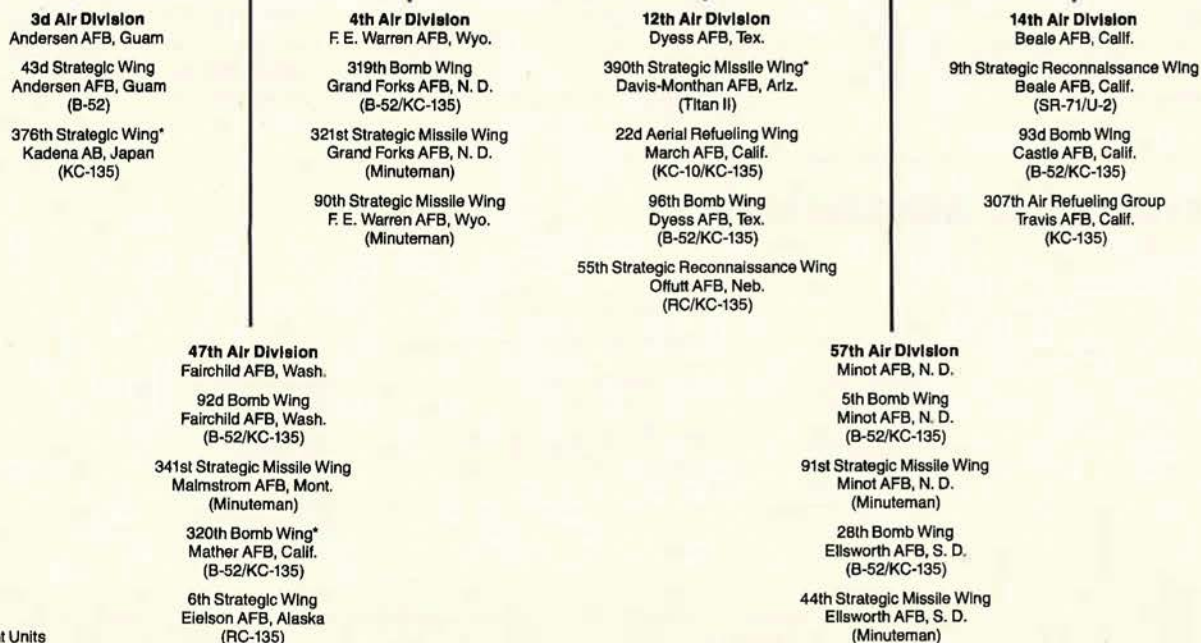 3d Air Division
Andersen AFB, Guam
43d Strategic Wing
Andersen AFB, Guam
(B-52)
376th Strategic Wing*
Kadena AB, Japan
(KC-135)
4th Air Division
F. E. Warren AFB, Wyo.
319th Bomb Wing
Grand Forks AFB, N. D.
(B-52/KC-135)
321st Strategic Missile Wing
Grand Forks AFB, N. D.
(Minuteman)
90th Strategic Missile Wing
F. E. Warren AFB, Wyo.
(Minuteman)
12th Air Division
Dyess AFB, Tex.
390th Strategic Missile Wing*
Davis-Monthan AFB, Ariz.
(Titan II)
22d Aerial Refueling Wing
March AFB, Calif.
(KC-10/KC-135)
96th Bomb Wing
Dyess AFB, Tex.
(B-52/KC-135)
55th Strategic Reconnaissance Wing
Offutt AFB, Neb.
(RC/KC-135)
14th Air Division
Beale AFB, Calif.
9th Strategic Reconnaissance Wing
Beale AFB, Calif.
(SR-71/U-2)
93d Bomb Wing
Castle AFB, Calif.
(B-52/KC-135)
307th Air Refueling Group
Travis AFB, Calif.
(KC-135)
47th Air Division
Fairchild AFB, Wash.
92d Bomb Wing
Fairchild AFB, Wash.
(B-52/KC-135)
341st Strategic Missile Wing
Malmstrom AFB, Mont.
(Minuteman)
320th Bomb Wing*
Mather AFB, Calif.
(B-52/KC-135)
6th Strategic Wing
Eielson AFB, Alaska
(RC-135)
57th Air Division
Minot AFB, N. D.
5th Bomb Wing
Minot AFB, N. D.
(B-52/KC-135)
91st Strategic Missile Wing
Minot AFB, N. D.
(Minuteman)
28th Bomb Wing
Ellsworth AFB, S. D.
(B-52/KC-135)
44th Strategic Missile Wing
Ellsworth AFB, S. D.
(Minuteman)
Units